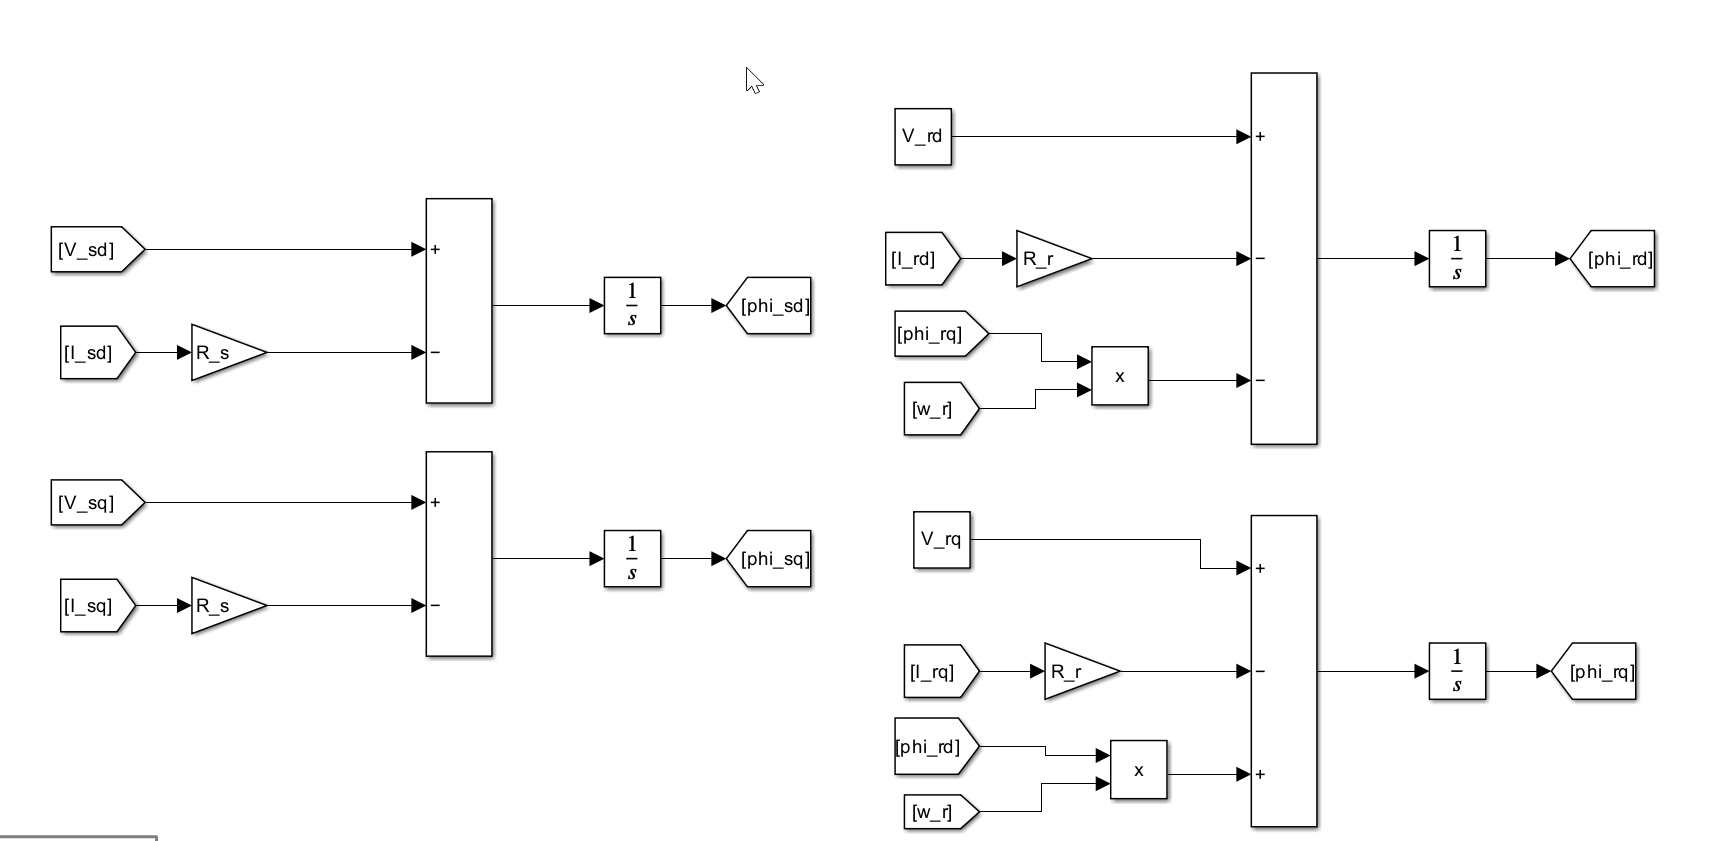 [V_sd]
+
[I_sd]
R_s
−
1
s
[phi_sd]
[V_sq]
+
[I_sq]
R_s
−
1
s
[phi_sq]
V_rd
+
[I_rd]
R_r
−
[phi_rq]
[w_r]
x
−
1
s
[phi_rd]
V_rq
+
[I_rq]
R_r
−
[phi_rd]
[w_r]
x
+
1
s
[phi_rq]